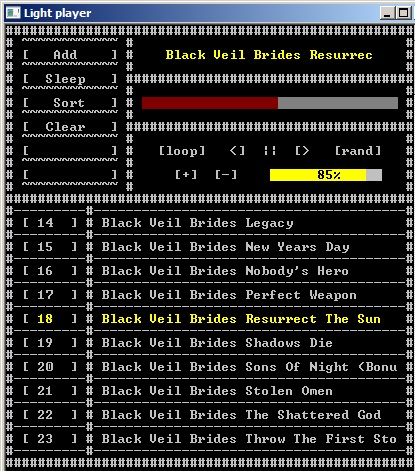 Light player
[ Add ]
Black Veil Brides Resurrec
[ Sleep ]
[ Sort ]
[ Clear ]
[loop] <] ¦¦ [> [rand]
[+] [-] 85%
[ 14 ] # Black Veil Brides Legacy
[ 15 ] # Black Veil Brides New Years Day
[ 16 ] # Black Veil Brides Nobody's Hero
[ 17 ] # Black Veil Brides Perfect Weapon
[ 18 ] # Black Veil Brides Resurrect The Sun
[ 19 ] # Black Veil Brides Shadows Die
[ 20 ] # Black Veil Brides Sons Of Night (Bonu
[ 21 ] # Black Veil Brides Stolen Omen
[ 22 ] # Black Veil Brides The Shattered God
[ 23 ] # Black Veil Brides Throw The First Sto